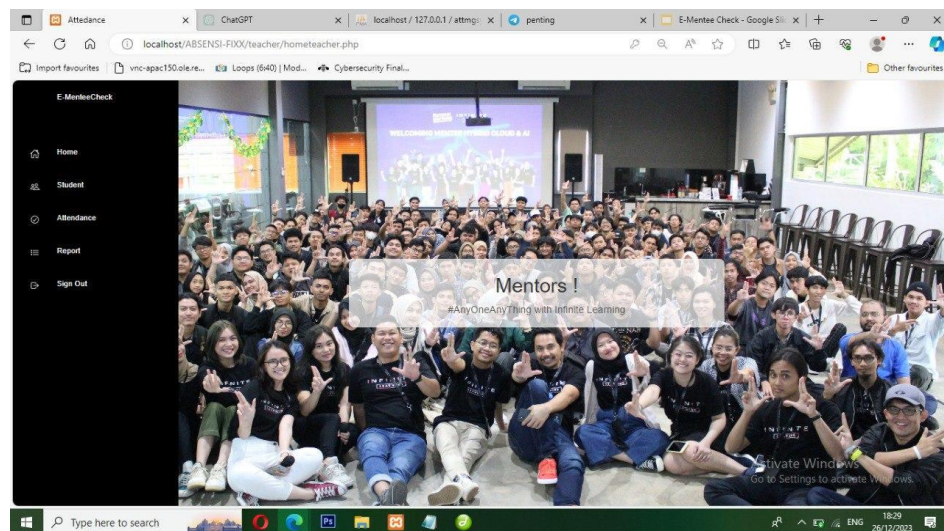 Attedance
ChatGPT
localhost / 127.0.0.1 / attmgs
penting
E-Mentee Check - Google Sli
localhost/ABSENSI-FIXX/teacher/hometeacher.php
Import favourites
vnc-apac150.ole.re...
Loops (6:40) | Mod...
Cybersecurity Final...
Other favourites
E-MenteeCheck
Home
Student
Attendance
Report
Sign Out
WELCOMING MENTEE HYBRID CLOUD & AI
Mentors !
#AnyOneAnyThing with Infinite Learning
Activate Windows
Go to Settings to activate Windows.
Type here to search
Ps
ENG
18:29
26/12/2023